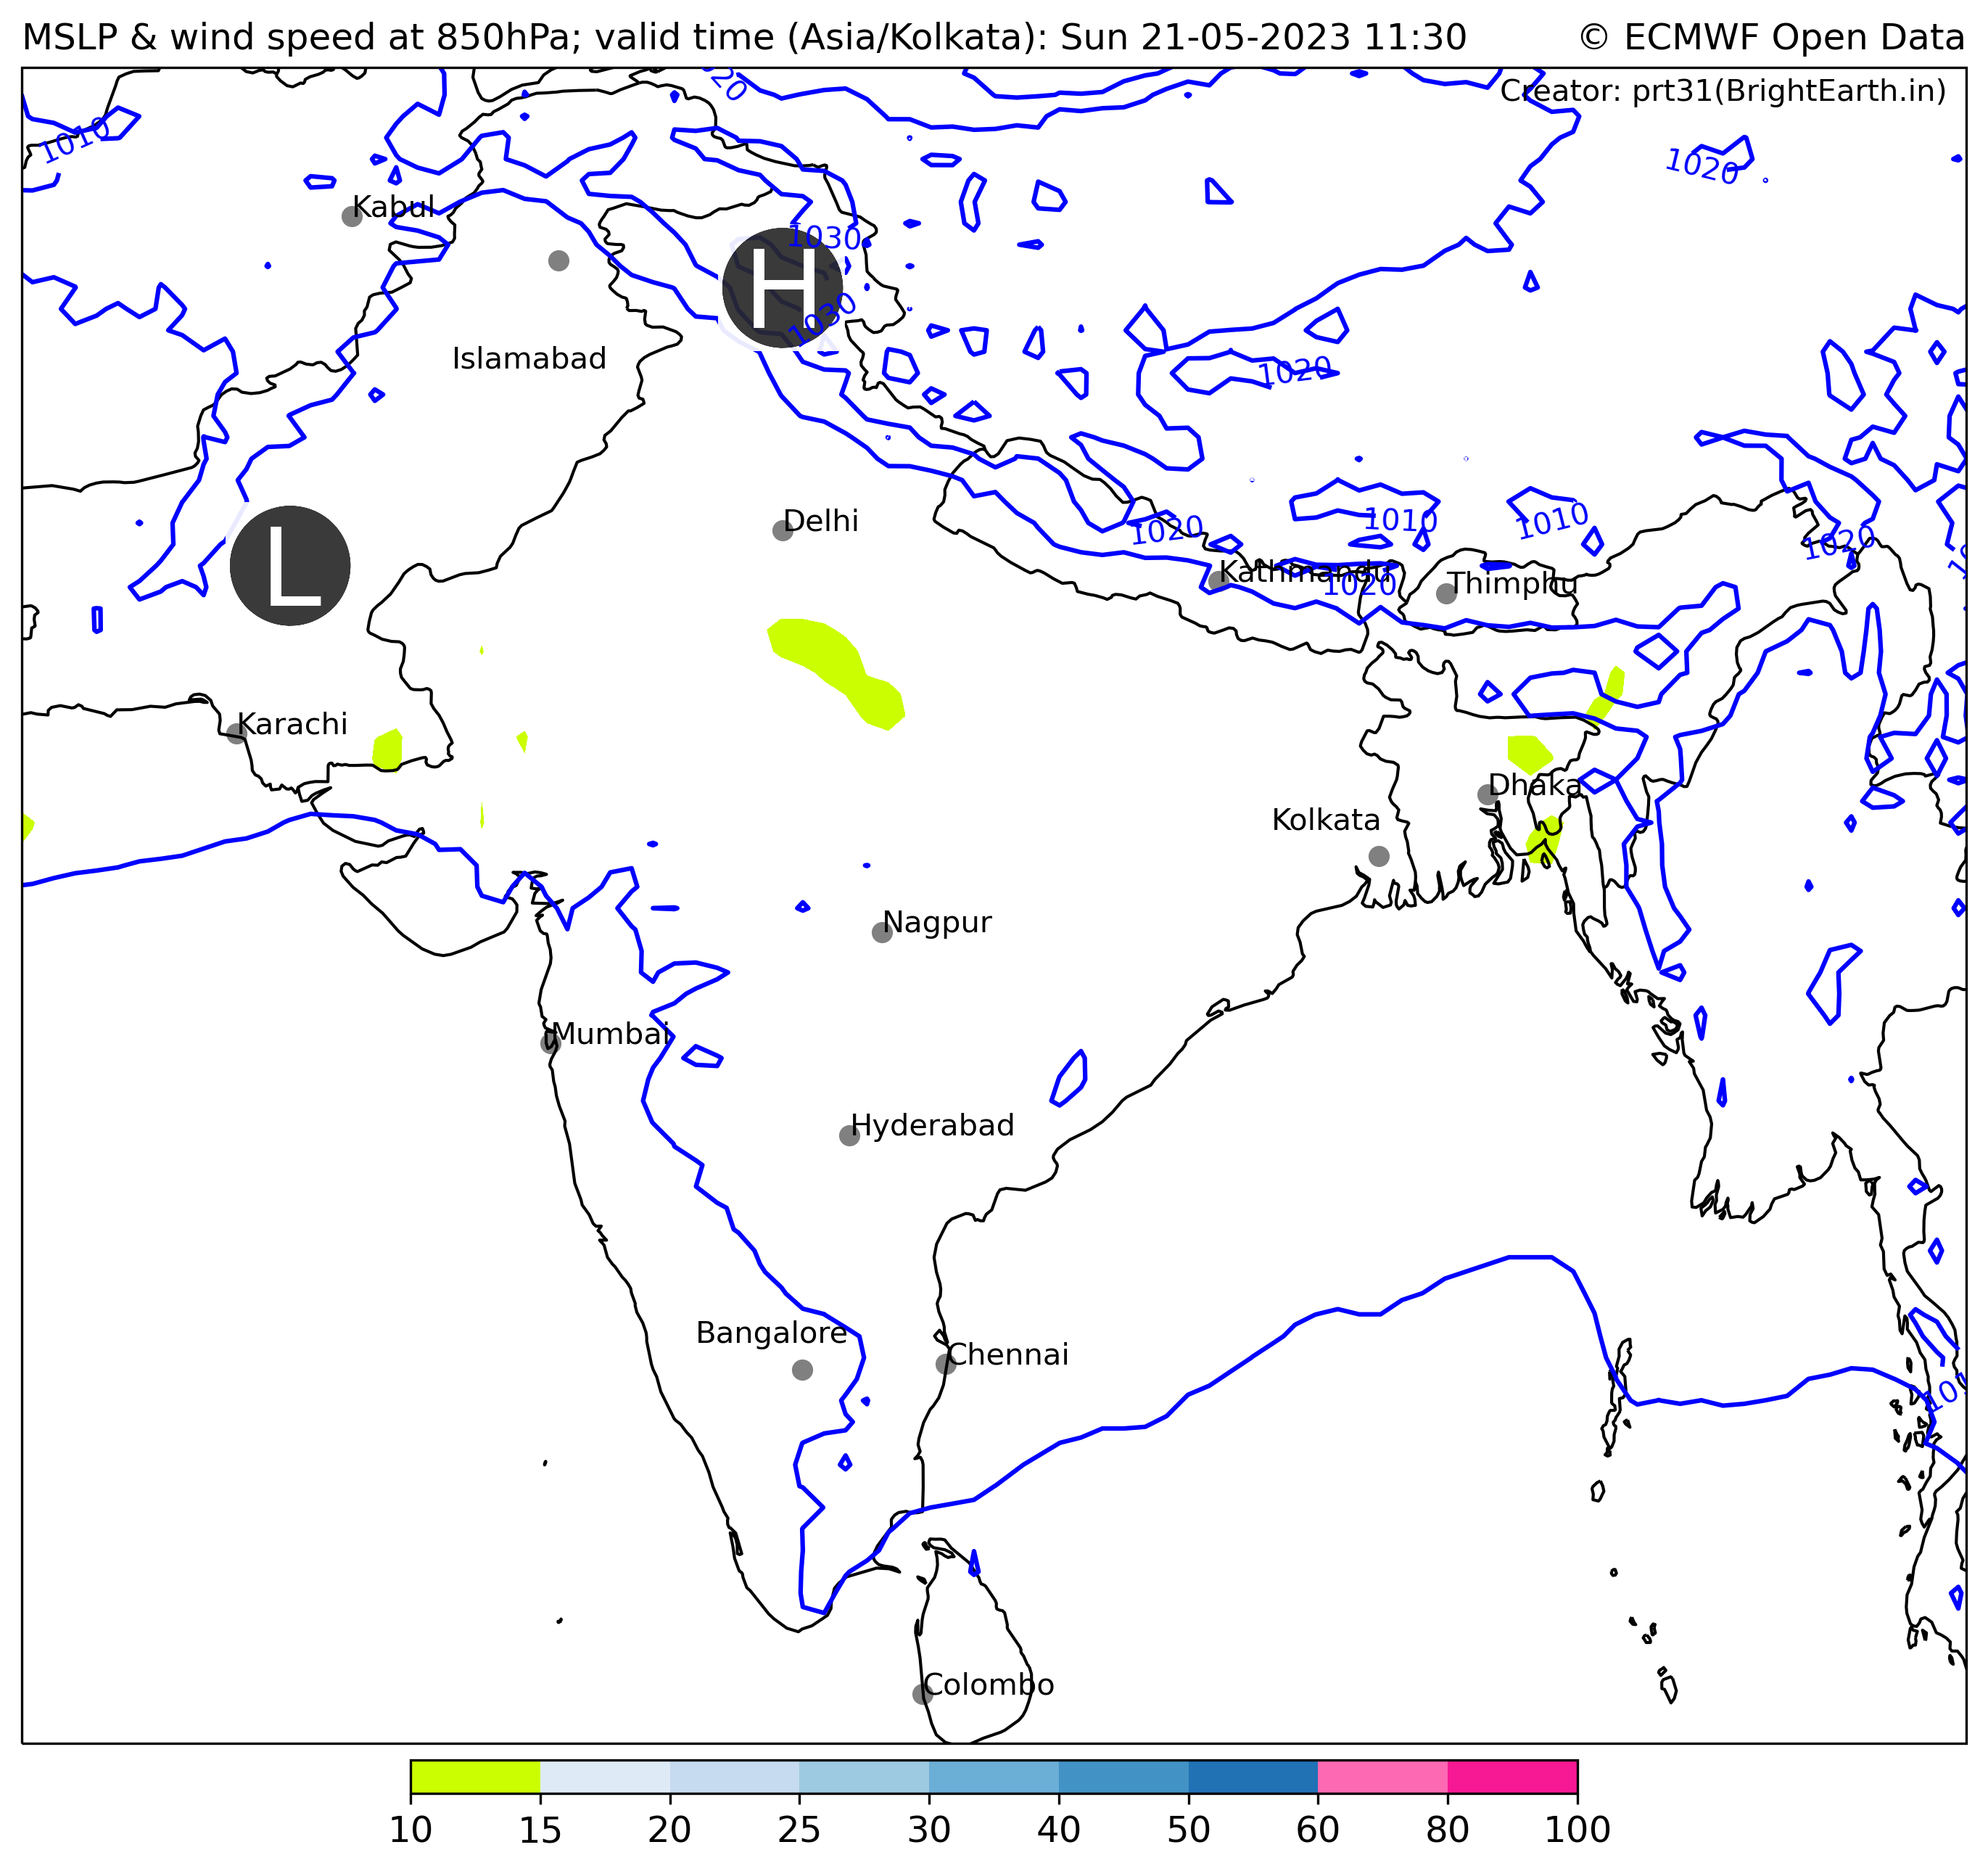 MSLP & wind speed at 850hPa; valid time (Asia/Kolkata): Sun 21-05-2023 11:30
© ECMWF Open Data
Creator: prt31(BrightEarth.in)
20
1010
1020
Kabul
1030
H
1030
Islamabad
1020
Delhi
1020
1010
1010
1020
L
Kathmandu
1020
Thimphu
Karachi
Dhaka
Kolkata
Nagpur
Mumbai
Hyderabad
Bangalore
Chennai
101
Colombo
10 15 20 25 30 40 50 60 80 100